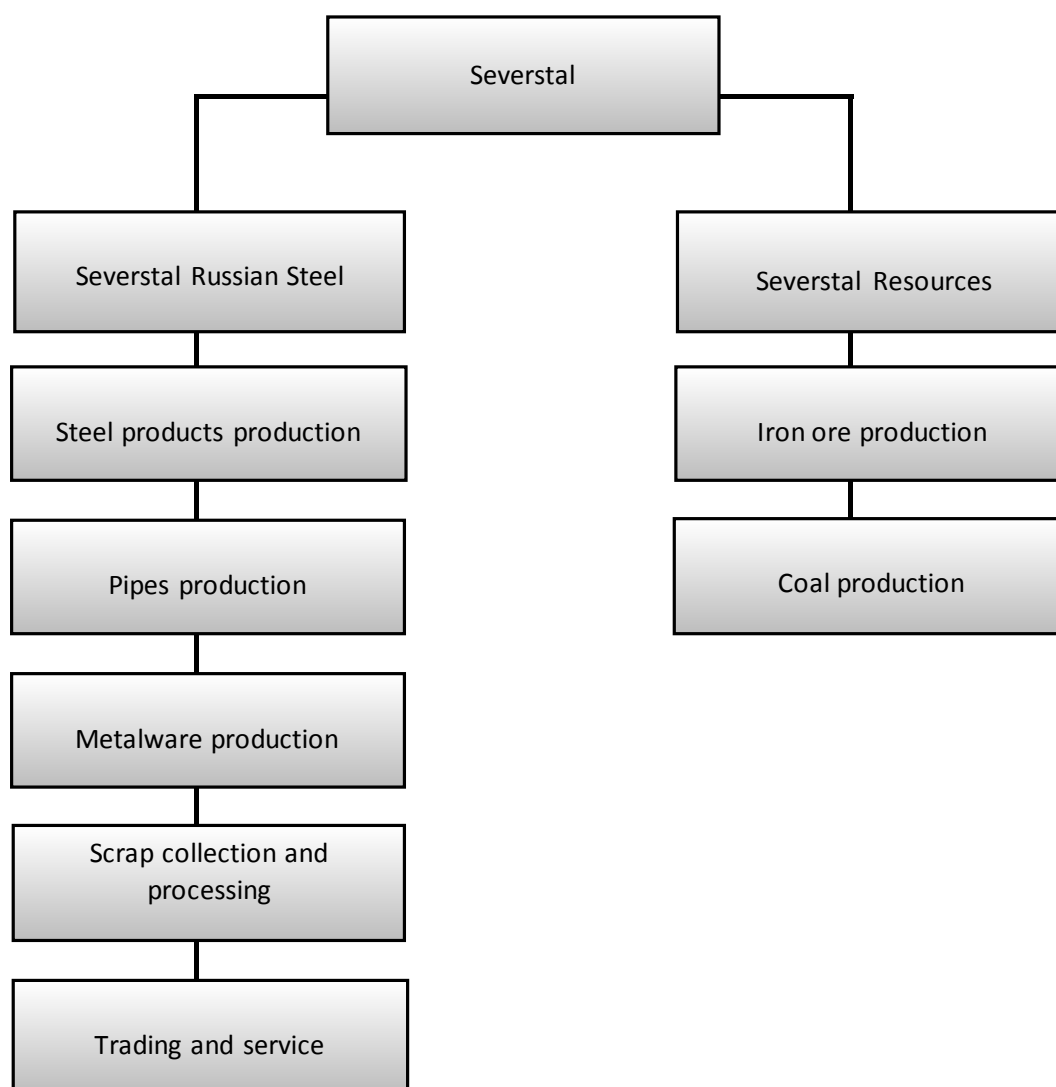 Severstal
Severstal Russian Steel
Severstal Resources
Steel products production
Iron ore production
Pipes production
Coal production
Metalware production
Scrap collection and
processing
Trading and service